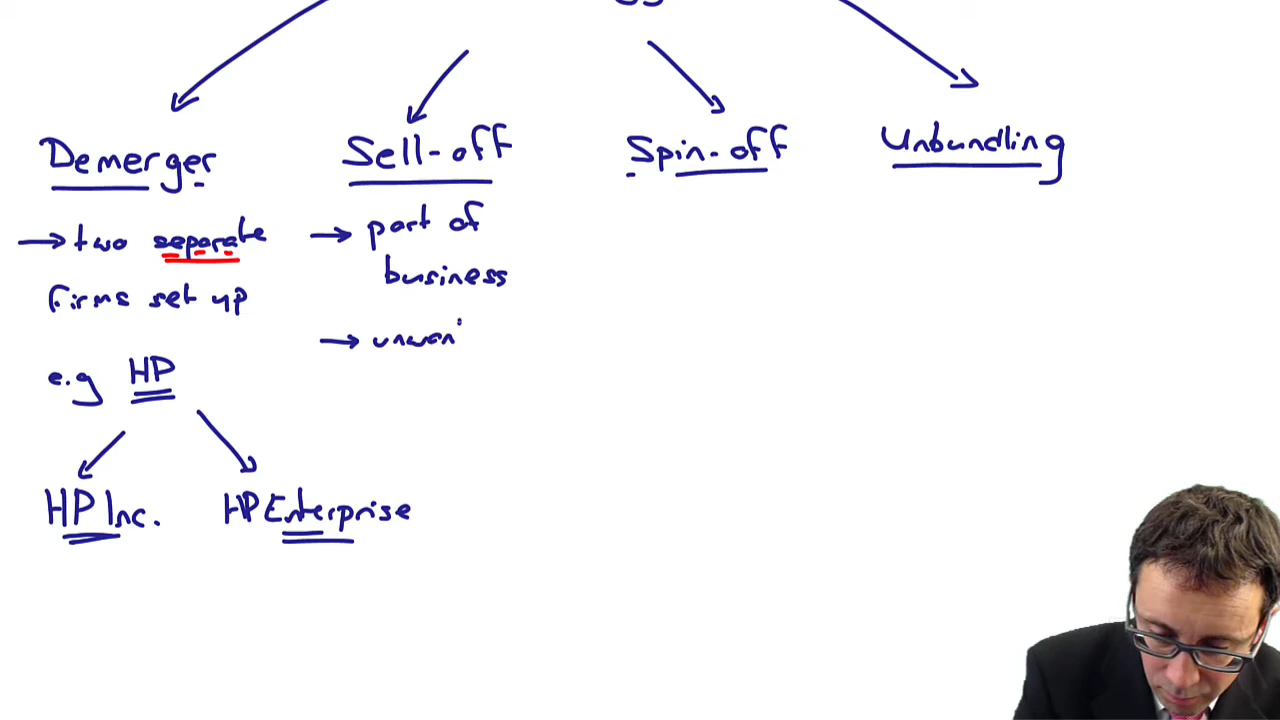 Demerger
Sell-off
Spin-off
Unbundling
→ two separate
firms set up
e.g HP
HP Inc. HP Enterprise
→ part of
business
→ unwan